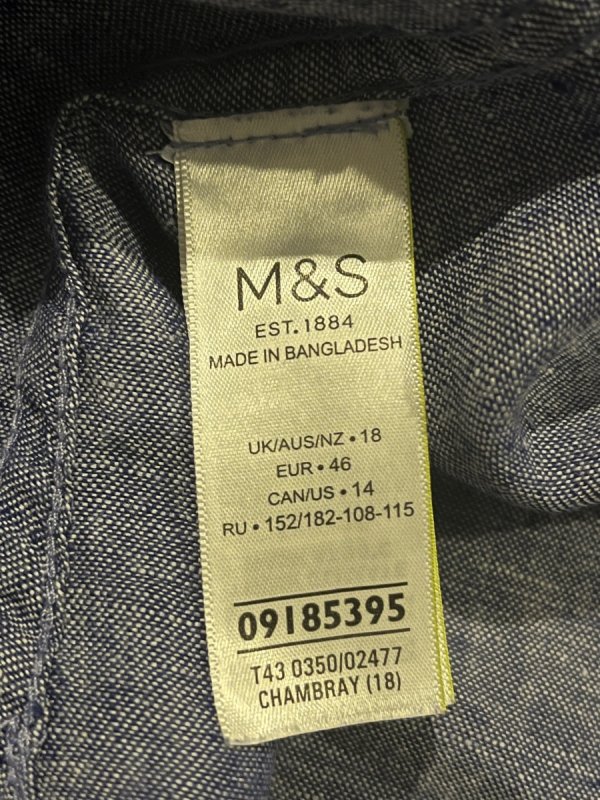 M&S
EST. 1884
MADE IN BANGLADESH
UK/AUS/NZ • 18
EUR • 46
CAN/US • 14
RU • 152/182-108-115
09185395
T43 0350/02477
CHAMBRAY (18)